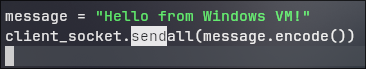 message = "Hello from Windows VM!"
client_socket.sendall(message.encode())